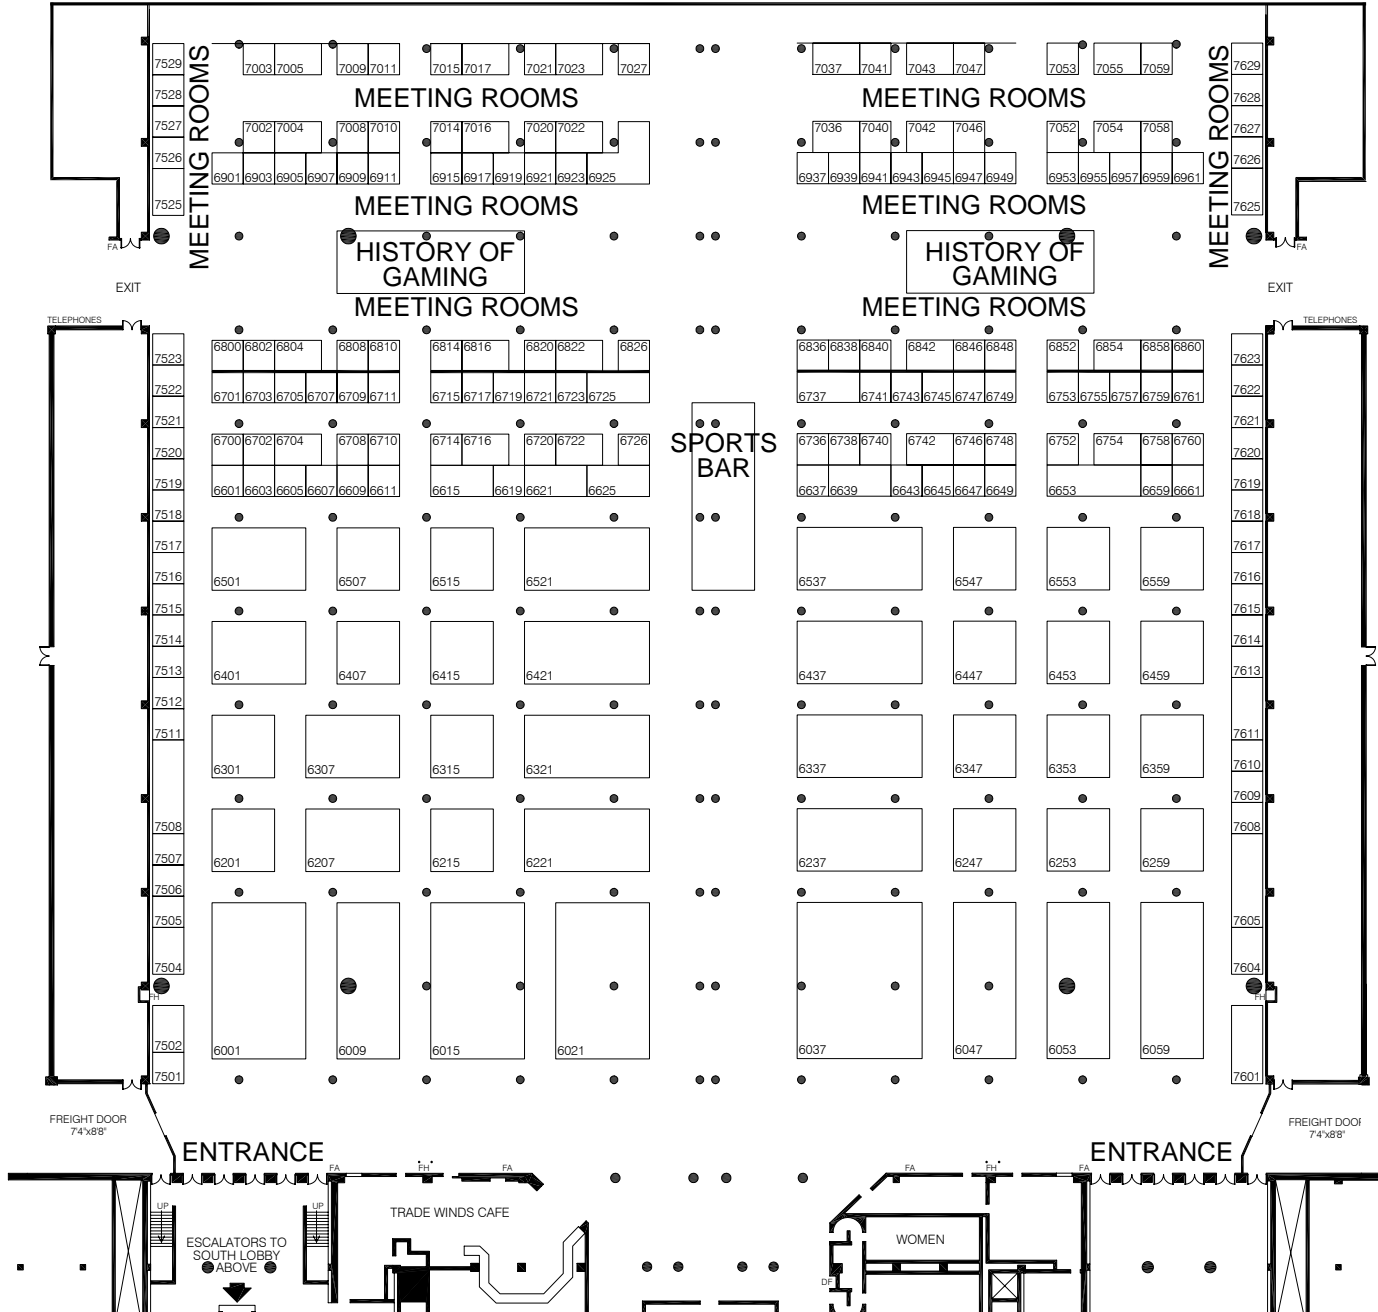 7529 7003 7005 7009 7011 7015 7017 7021 7023 7027 7037 7041 7043 7047 7053 7055 7059 7629
MEETING ROOMS
MEETING ROOMS
MEETING ROOMS
MEETING ROOMS
7528 7628
7527 7002 7004 7008 7010 7014 7016 7020 7022 7036 7040 7042 7046 7052 7054 7058 7627
7526 7626
6901 6903 6905 6907 6909 6911 6915 6917 6919 6921 6923 6925 6937 6939 6941 6943 6945 6947 6949 6953 6955 6957 6959 6961
7525 7625
MEETING ROOMS
MEETING ROOMS
FA FA
HISTORY OF
GAMING
HISTORY OF
GAMING
EXIT EXIT
MEETING ROOMS
MEETING ROOMS
TELEPHONES TELEPHONES
7523 6800 6802 6804 6808 6810 6814 6816 6820 6822 6826 6836 6838 6840 6842 6846 6848 6852 6854 6858 6860 7623
7522 6701 6703 6705 6707 6709 6711 6715 6717 6719 6721 6723 6725 6737 6741 6743 6745 6747 6749 6753 6755 6757 6759 6761 7622
7521 7621
SPORTS
BAR
7520 6700 6702 6704 6708 6710 6714 6716 6720 6722 6726 6736 6738 6740 6742 6746 6748 6752 6754 6758 6760 7620
7519 6601 6603 6605 6607 6609 6611 6615 6619 6621 6625 6637 6639 6643 6645 6647 6649 6653 6659 6661 7619
7518 7618
7517 7617
7516 6501 6507 6515 6521 6537 6547 6553 6559 7616
7515 7615
7514 7614
7513 6401 6407 6415 6421 6437 6447 6453 6459 7613
7512
7511 7611
6301 6307 6315 6321 6337 6347 6353 6359 7610
7609
7508 7608
7507 6201 6207 6215 6221 6237 6247 6253 6259
7506
7505 7605
7504 7604
FH FH
7502 6001 6009 6015 6021 6037 6047 6053 6059
7501 7601
FREIGHT DOOR
7'4"x8'8"
FREIGHT DOOR
7'4"x8'8"
ENTRANCE ENTRANCE
FA FH FA FA FH FA
UP UP
TRADE WINDS CAFE
ESCALATORS TO
SOUTH LOBBY
ABOVE
WOMEN
DF